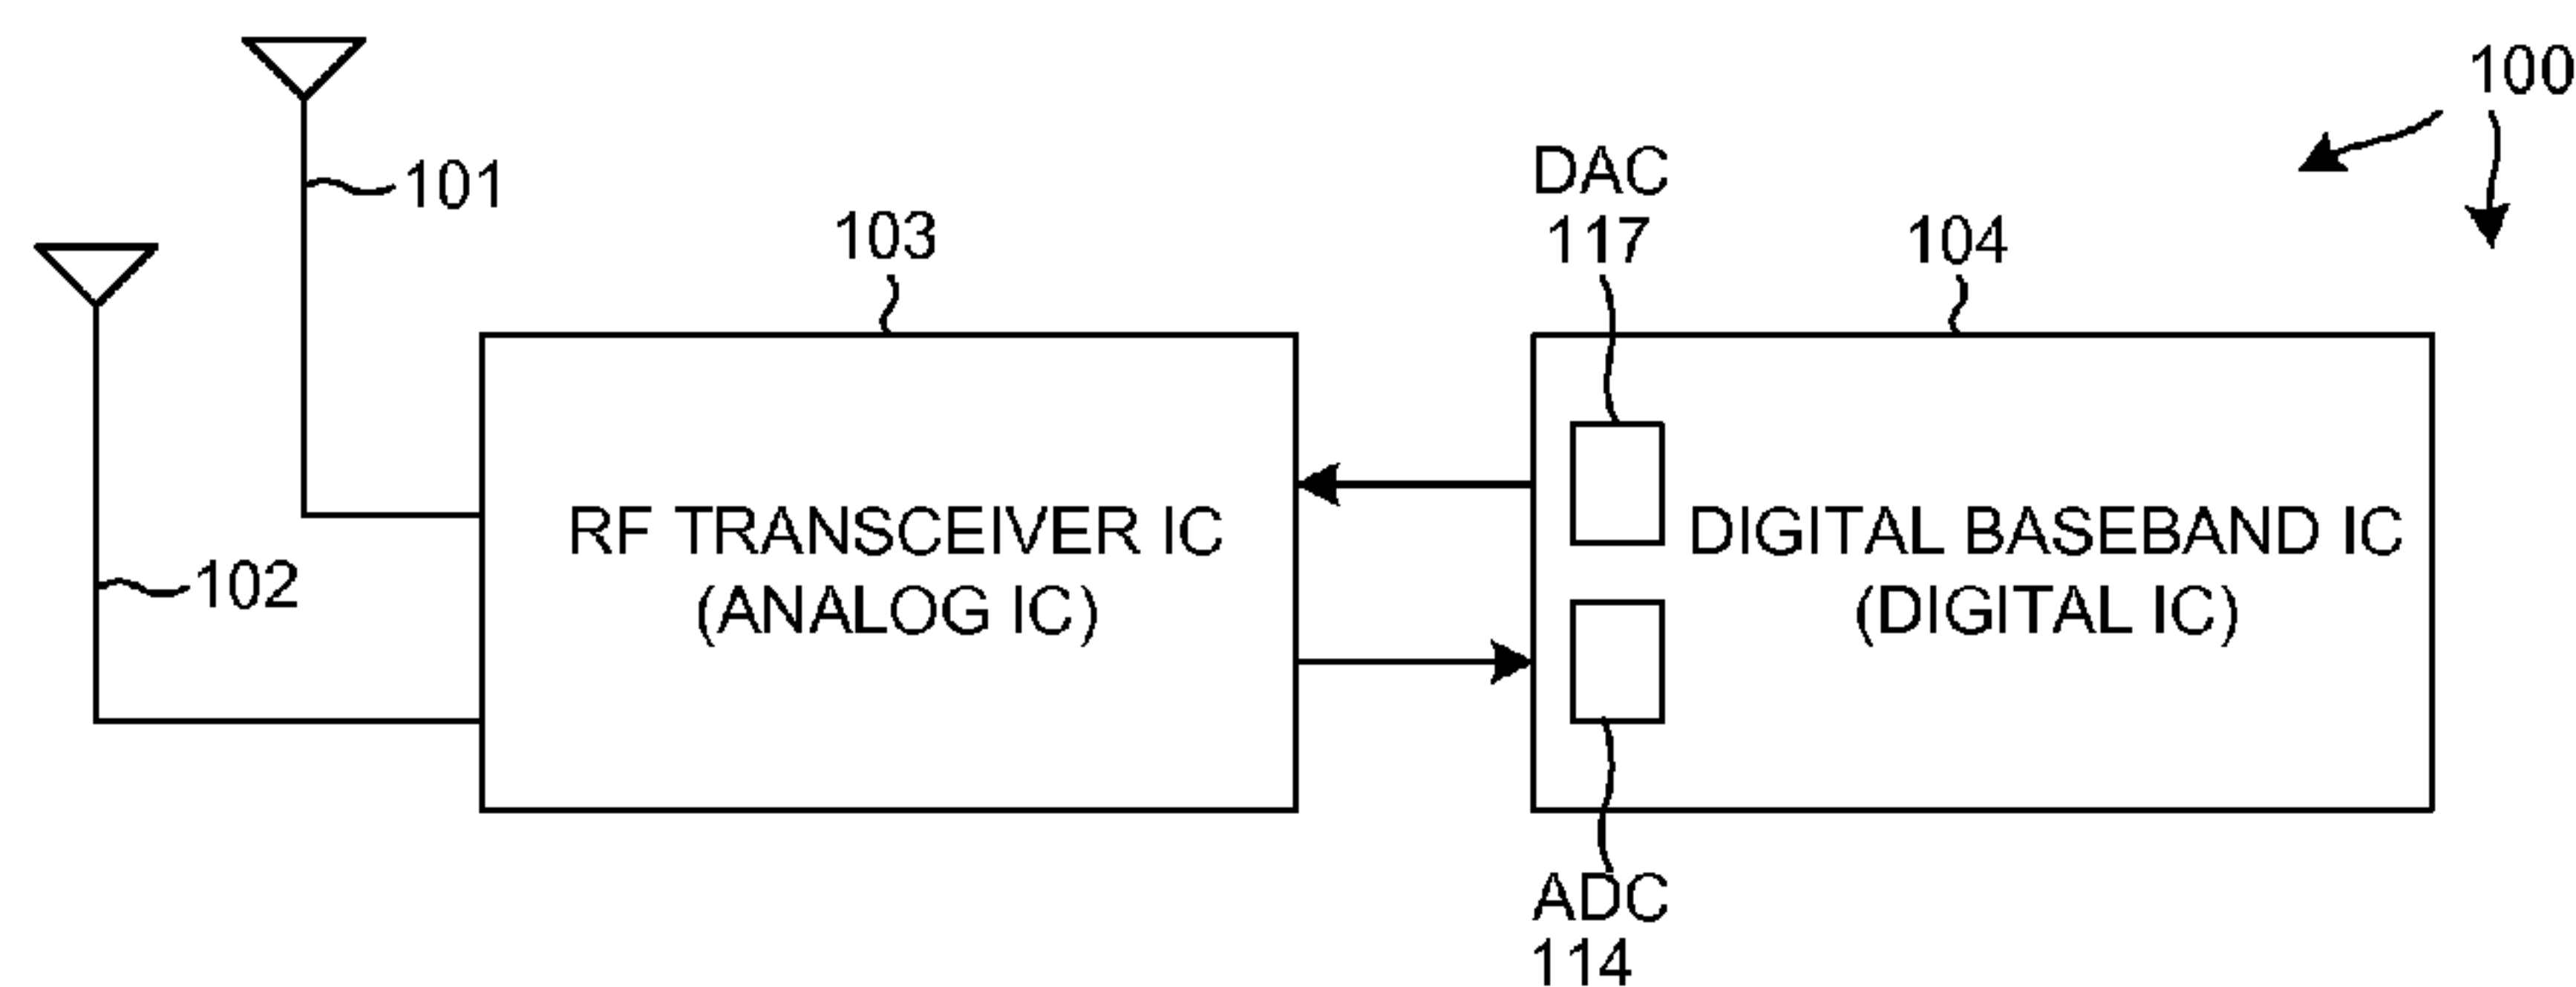 100
101
DAC
117
103
104
102
RF TRANSCEIVER IC
(ANALOG IC)
DIGITAL BASEBAND IC
(DIGITAL IC)
ADC
114